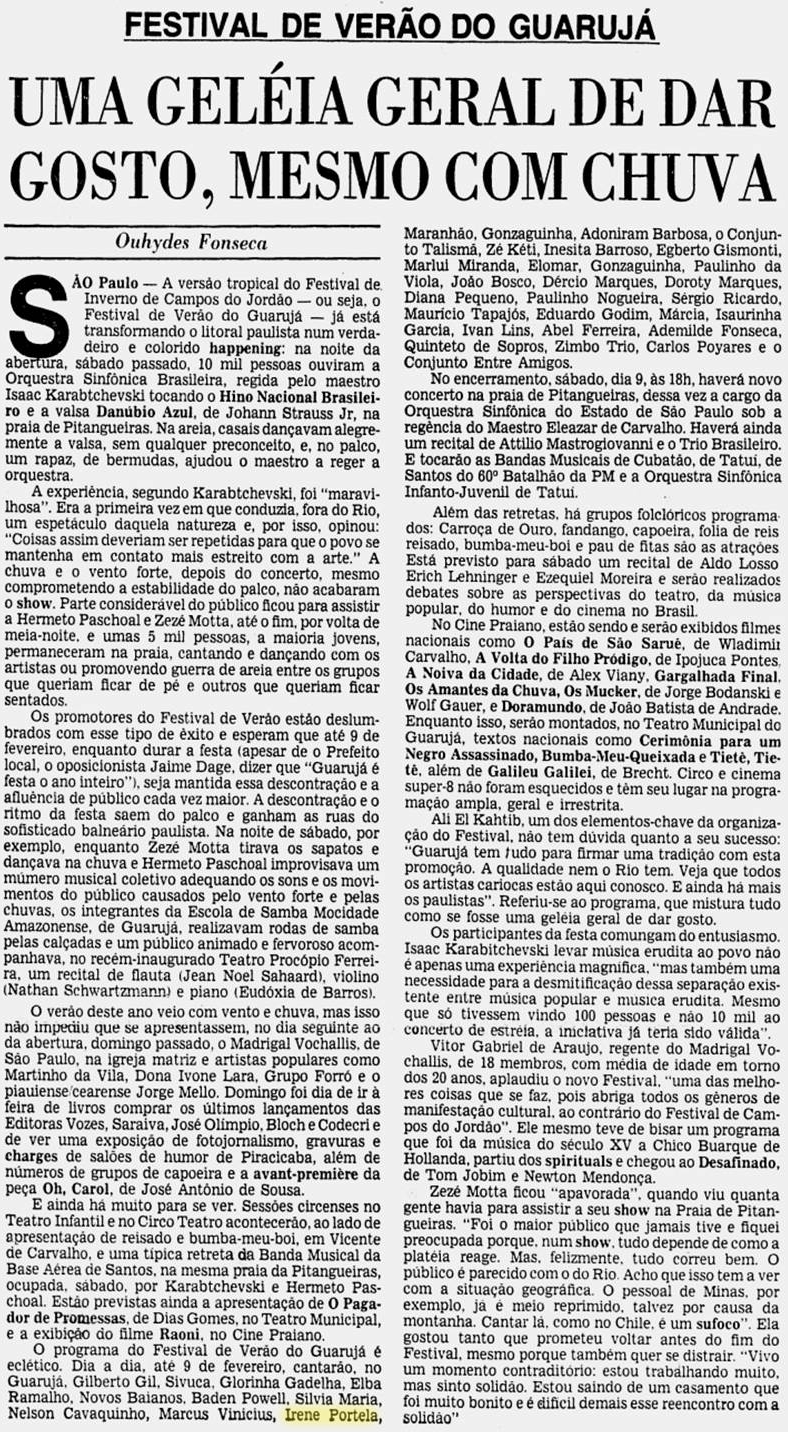 FESTIVAL DE VERÃO DO GUARUJÁ
UMA GELÉIA GERAL DE DAR
GOSTO, MESMO COM CHUVA
Ouhydes Fonseca
SÃO Paulo — A versão tropical do Festival de
Inverno de Campos do Jordão — ou seja, o
Festival de Verão do Guarujá — já está
transformando o litoral paulista num verda-
deiro e colorido happening: na noite da
abertura, sábado passado, 10 mil pessoas ouviram a
Orquestra Sinfônica Brasileira, regida pelo maestro
Isaac Karabtchevski tocando o Hino Nacional Brasilei-
ro e a valsa Danúbio Azul, de Johann Strauss Jr, na
praia de Pitangueiras. Na areia, casais dançavam alegre-
mente a valsa, sem qualquer preconceito, e, no palco,
um rapaz, de bermudas, ajudou o maestro a reger a
orquestra.
A experiência, segundo Karabtchevski, foi "maravi-
lhosa". Era a primeira vez em que conduzia, fora do Rio,
um espetáculo daquela natureza e, por isso, opinou:
"Coisas assim deveriam ser repetidas para que o povo se
mantenha em contato mais estreito com a arte." A
chuva e o vento forte, depois do concerto, mesmo
comprometendo a estabilidade do palco, não acabaram
o show. Parte considerável do público ficou para assistir
a Hermeto Paschoal e Zezé Motta, até o fim, por volta de
meia-noite, e umas 5 mil pessoas, a maioria jovens,
permaneceram na praia, cantando e dançando com os
artistas ou promovendo guerra de areia entre os grupos
que queriam ficar de pé e outros que queriam ficar
sentados.
Os promotores do Festival de Verão estão deslum-
brados com esse tipo de êxito e esperam que até 9 de
fevereiro, enquanto durar a festa (apesar de o Prefeito
local, o oposicionista Jaime Dage, dizer que "Guarujá é
festa o ano inteiro"), seja mantida essa descontração e a
afluência de público cada vez maior. A descontração e o
ritmo da festa saem do palco e ganham as ruas do
sofisticado balneário paulista. Na noite de sábado, por
exemplo, enquanto Zezé Motta tirava os sapatos e
dançava na chuva e Hermeto Paschoal improvisava um
múmero musical coletivo adequando os sons e os movi-
mentos do público causados pelo vento forte e pelas
chuvas, os integrantes da Escola de Samba Mocidade
Amazonense, de Guarujá, realizavam rodas de samba
pelas calçadas e um público animado e fervoroso acom-
panhava, no recém-inaugurado Teatro Procópio Ferrei-
ra, um recital de flauta (Jean Noel Sahaard), violino
(Nathan Schwartzmann) e piano (Eudóxia de Barros).
O verão deste ano veio com vento e chuva, mas isso
não impediu que se apresentassem, no dia seguinte ao
da abertura, domingo passado, o Madrigal Vochallis, de
São Paulo, na igreja matriz e artistas populares como
Martinho da Vila, Dona Ivone Lara, Grupo Forró e o
piauiense/cearense Jorge Mello. Domingo foi dia de ir à
feira de livros comprar os últimos lançamentos das
Editoras Vozes, Saraiva, José Olímpio, Bloch e Codecri e
de ver uma exposição de fotojornalismo, gravuras e
charges de salões de humor de Piracicaba, além de
números de grupos de capoeira e a avant-première da
peça Oh, Carol, de José Antônio de Sousa.
E ainda há muito para se ver. Sessões circenses no
Teatro Infantil e no Circo Teatro acontecerão, ao lado de
apresentação de reisado e bumba-meu-boi, em Vicente
de Carvalho, e uma típica retreta da Banda Musical da
Base Aérea de Santos, na mesma praia da Pitangueiras,
ocupada, sábado, por Karabtchevski e Hermeto Pas-
choal. Estão previstas ainda a apresentação de O Paga-
dor de Promessas, de Dias Gomes, no Teatro Municipal,
e a exibição do filme Raoni, no Cine Praiano.
O programa do Festival de Verão do Guarujá é
eclético. Dia a dia, até 9 de fevereiro, cantarão, no
Guarujá, Gilberto Gil, Sivuca, Glorinha Gadelha, Elba
Ramalho, Novos Baianos, Baden Powell, Silvia Maria,
Nelson Cavaquinho, Marcus Vinicius, Irene Portela,
Maranhão, Gonzaguinha, Adoniram Barbosa, o Conjun-
to Talismã, Zé Kéti, Inesita Barroso, Egberto Gismonti,
Marlui Miranda, Elomar, Gonzaguinha, Paulinho da
Viola, João Bosco, Dércio Marques, Doroty Marques,
Diana Pequeno, Paulinho Nogueira, Sérgio Ricardo,
Maurício Tapajós, Eduardo Godim, Márcia, Isaurinha
Garcia, Ivan Lins, Abel Ferreira, Ademilde Fonseca,
Quinteto de Sopros, Zimbo Trio, Carlos Poyares e o
Conjunto Entre Amigos.
No encerramento, sábado, dia 9, às 18h, haverá novo
concerto na praia de Pitangueiras, dessa vez a cargo da
Orquestra Sinfônica do Estado de São Paulo sob a
regência do Maestro Eleazar de Carvalho. Haverá ainda
um recital de Attilio Mastrogiovanni e o Trio Brasileiro.
E tocarão as Bandas Musicais de Cubatão, de Tatuí, de
Santos do 60º Batalhão da PM e a Orquestra Sinfônica
Infanto-Juvenil de Tatuí.
Além das retretas, há grupos folclóricos programa-
dos: Carroça de Ouro, fandango, capoeira, folia de reis
reisado, bumba-meu-boi e pau de fitas são as atrações
Está previsto para sábado um recital de Aldo Losso
Erich Lehninger e Ezequiel Moreira e serão realizados
debates sobre as perspectivas do teatro, da música
popular, do humor e do cinema no Brasil.
No Cine Praiano, estão sendo e serão exibidos filmes
nacionais como O País de São Saruê, de Wladimir
Carvalho, A Volta do Filho Pródigo, de Ipojuca Pontes,
A Noiva da Cidade, de Alex Viany, Gargalhada Final,
Os Amantes da Chuva, Os Mucker, de Jorge Bodanski e
Wolf Gauer, e Doramundo, de João Batista de Andrade.
Enquanto isso, serão montados, no Teatro Municipal do
Guarujá, textos nacionais como Cerimônia para um
Negro Assassinado, Bumba-Meu-Queixada e Tietê, Tie-
tê, além de Galileu Galilei, de Brecht. Circo e cinema
super-8 não foram esquecidos e têm seu lugar na progra-
mação ampla, geral e irrestrita.
Ali El Kahtib, um dos elementos-chave da organiza-
ção do Festival, não tem dúvida quanto a seu sucesso:
"Guarujá tem tudo para firmar uma tradição com esta
promoção. A qualidade nem o Rio tem. Veja que todos
os artistas cariocas estão aqui conosco. E ainda há mais
os paulistas". Referiu-se ao programa, que mistura tudo
como se fosse uma geléia geral de dar gosto.
Os participantes da festa comungam do entusiasmo.
Isaac Karabitchevski levar música erudita ao povo não
é apenas uma experiência magnífica, "mas também uma
necessidade para a desmitificação dessa separação exis-
tente entre música popular e musica erudita. Mesmo
que só tivessem vindo 100 pessoas e não 10 mil ao
concerto de estréia, a iniciativa já teria sido válida".
Vitor Gabriel de Araujo, regente do Madrigal Vo-
challis, de 18 membros, com média de idade em torno
dos 20 anos, aplaudiu o novo Festival, "uma das melho-
res coisas que se faz, pois abriga todos os gêneros de
manifestação cultural, ao contrário do Festival de Cam-
pos do Jordão". Ele mesmo teve de bisar um programa
que foi da música do século XV a Chico Buarque de
Hollanda, partiu dos spirituals e chegou ao Desafinado,
de Tom Jobim e Newton Mendonça.
Zezé Motta ficou "apavorada", quando viu quanta
gente havia para assistir a seu show na Praia de Pitan-
gueiras. "Foi o maior público que jamais tive e fiquei
preocupada porque, num show, tudo depende de como a
platéia reage. Mas, felizmente, tudo correu bem. O
público é parecido com o do Rio. Acho que isso tem a ver
com a situação geográfica. O pessoal de Minas, por
exemplo, já é meio reprimido, talvez por causa da
montanha. Cantar lá, como no Chile, é um sufoco". Ela
gostou tanto que prometeu voltar antes do fim do
Festival, mesmo porque também quer se distrair. "Vivo
um momento contraditório: estou trabalhando muito,
mas sinto solidão. Estou saindo de um casamento que
foi muito bonito e é difícil demais esse reencontro com a
solidão"